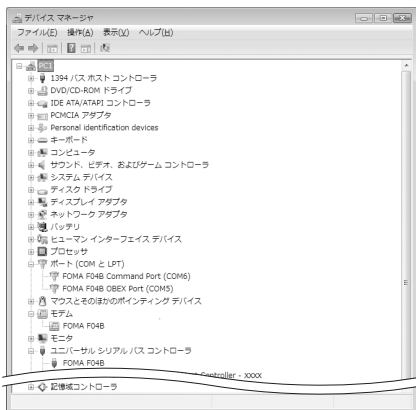 デバイス マネージャ
ファイル(F) 操作(A) 表示(V) ヘルプ(H)
PCI
1394 バス ホスト コントローラ
DVD/CD-ROM ドライブ
IDE ATA/ATAPI コントローラ
PCMCIA アダプタ
Personal identification devices
キーボード
コンピュータ
サウンド、ビデオ、およびゲーム コントローラ
システム デバイス
ディスク ドライブ
ディスプレイ アダプタ
ネットワーク アダプタ
バッテリ
ヒューマン インターフェイス デバイス
プロセッサ
ポート (COM と LPT)
FOMA F04B Command Port (COM6)
FOMA F04B OBEX Port (COM5)
マウスとそのほかのポインティング デバイス
モデム
FOMA F04B
モニタ
ユニバーサル シリアル バス コントローラ
FOMA F04B
Controller - xxxx
記憶域コントローラ